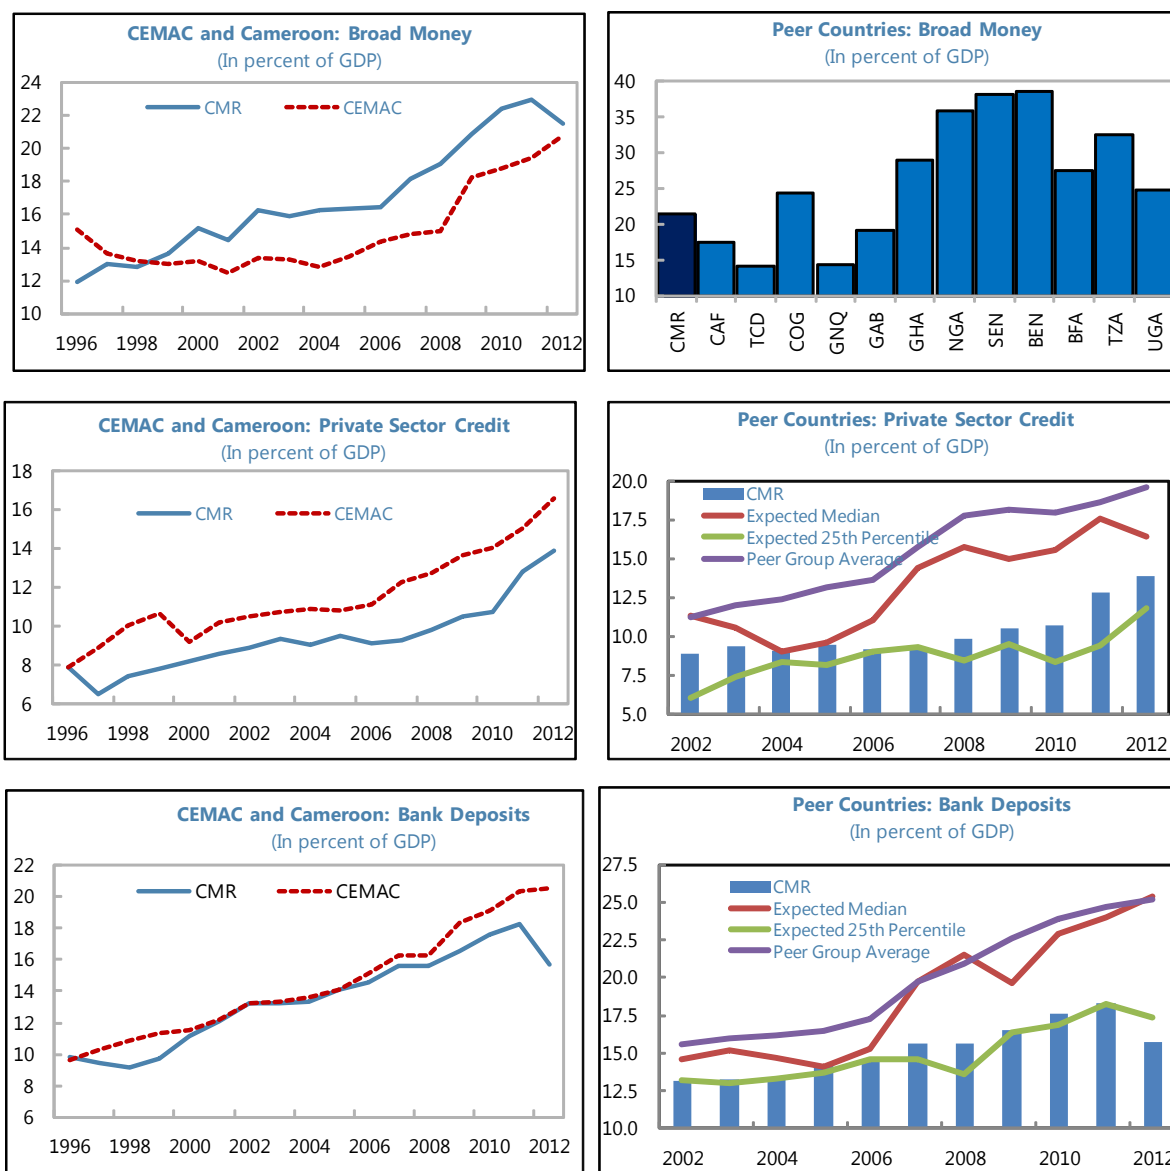 CEMAC and Cameroon: Broad Money
(In percent of GDP)
24
22
20
18
16
14
12
10
CMR
CEMAC
1996 1998 2000 2002 2004 2006 2008 2010 2012
Peer Countries: Broad Money
(In percent of GDP)
40
35
30
25
20
15
10
CMR CAF TCD COG GNQ GAB GHA NGA SEN BEN BFA TZA UGA
CEMAC and Cameroon: Private Sector Credit
(In percent of GDP)
18
16
14
12
10
8
6
CMR
CEMAC
1996 1998 2000 2002 2004 2006 2008 2010 2012
Peer Countries: Private Sector Credit
(In percent of GDP)
20.0
17.5
15.0
12.5
10.0
7.5
5.0
CMR
Expected Median
Expected 25th Percentile
Peer Group Average
2002 2004 2006 2008 2010 2012
CEMAC and Cameroon: Bank Deposits
(In percent of GDP)
22
20
18
16
14
12
10
8
6
CMR
CEMAC
1996 1998 2000 2002 2004 2006 2008 2010 2012
Peer Countries: Bank Deposits
(In percent of GDP)
27.5
25.0
22.5
20.0
17.5
15.0
12.5
10.0
CMR
Expected Median
Expected 25th Percentile
Peer Group Average
2002 2004 2006 2008 2010 2012